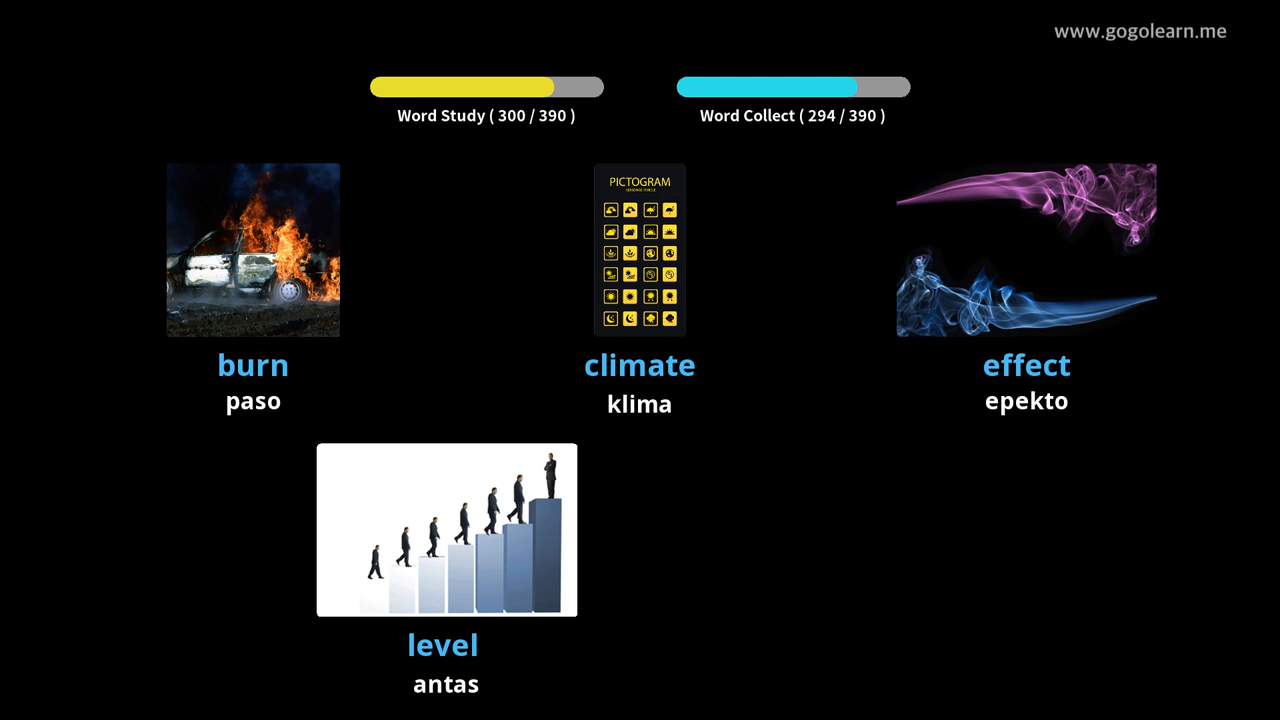 www.gogolearn.me
Word Study ( 300 / 390 )
Word Collect ( 294 / 390 )
PICTOGRAM
burn
paso
climate
klima
effect
epekto
level
antas